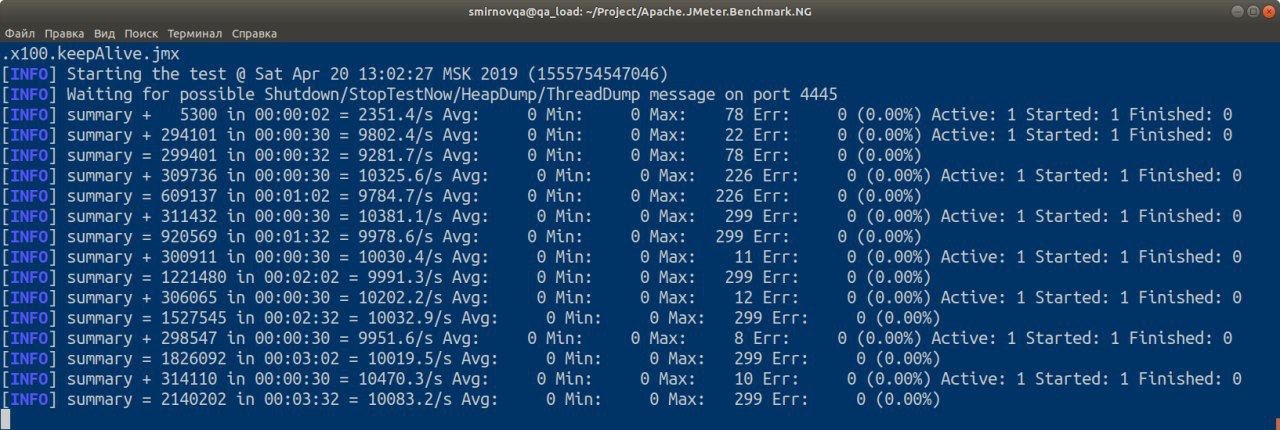 smirnovqa@qa_load: ~/Project/Apache.JMeter.Benchmark.NG
Файл Правка Вид Поиск Терминал Справка
.x100.keepAlive.jmx
[INFO] Starting the test @ Sat Apr 20 13:02:27 MSK 2019 (1555754547046)
[INFO] Waiting for possible Shutdown/StopTestNow/HeapDump/ThreadDump message on port 4445
[INFO] summary +   5300 in 00:00:02 = 2351.4/s Avg:     0 Min:     0 Max:    78 Err:     0 (0.00%) Active: 1 Started: 1 Finished: 0
[INFO] summary + 294101 in 00:00:30 = 9802.4/s Avg:     0 Min:     0 Max:    22 Err:     0 (0.00%) Active: 1 Started: 1 Finished: 0
[INFO] summary = 299401 in 00:00:32 = 9281.7/s Avg:     0 Min:     0 Max:    78 Err:     0 (0.00%)
[INFO] summary + 309736 in 00:00:30 = 10325.6/s Avg:     0 Min:     0 Max:   226 Err:     0 (0.00%) Active: 1 Started: 1 Finished: 0
[INFO] summary = 609137 in 00:01:02 = 9784.7/s Avg:     0 Min:     0 Max:   226 Err:     0 (0.00%)
[INFO] summary + 311432 in 00:00:30 = 10381.1/s Avg:     0 Min:     0 Max:   299 Err:     0 (0.00%) Active: 1 Started: 1 Finished: 0
[INFO] summary = 920569 in 00:01:32 = 9978.6/s Avg:     0 Min:     0 Max:   299 Err:     0 (0.00%)
[INFO] summary + 300911 in 00:00:30 = 10030.4/s Avg:     0 Min:     0 Max:    11 Err:     0 (0.00%) Active: 1 Started: 1 Finished: 0
[INFO] summary = 1221480 in 00:02:02 = 9991.3/s Avg:     0 Min:     0 Max:   299 Err:     0 (0.00%)
[INFO] summary + 306065 in 00:00:30 = 10202.2/s Avg:     0 Min:     0 Max:    12 Err:     0 (0.00%) Active: 1 Started: 1 Finished: 0
[INFO] summary = 1527545 in 00:02:32 = 10032.9/s Avg:     0 Min:     0 Max:   299 Err:     0 (0.00%)
[INFO] summary + 298547 in 00:00:30 = 9951.6/s Avg:     0 Min:     0 Max:     8 Err:     0 (0.00%) Active: 1 Started: 1 Finished: 0
[INFO] summary = 1826092 in 00:03:02 = 10019.5/s Avg:     0 Min:     0 Max:   299 Err:     0 (0.00%)
[INFO] summary + 314110 in 00:00:30 = 10470.3/s Avg:     0 Min:     0 Max:    10 Err:     0 (0.00%) Active: 1 Started: 1 Finished: 0
[INFO] summary = 2140202 in 00:03:32 = 10083.2/s Avg:     0 Min:     0 Max:   299 Err:     0 (0.00%)